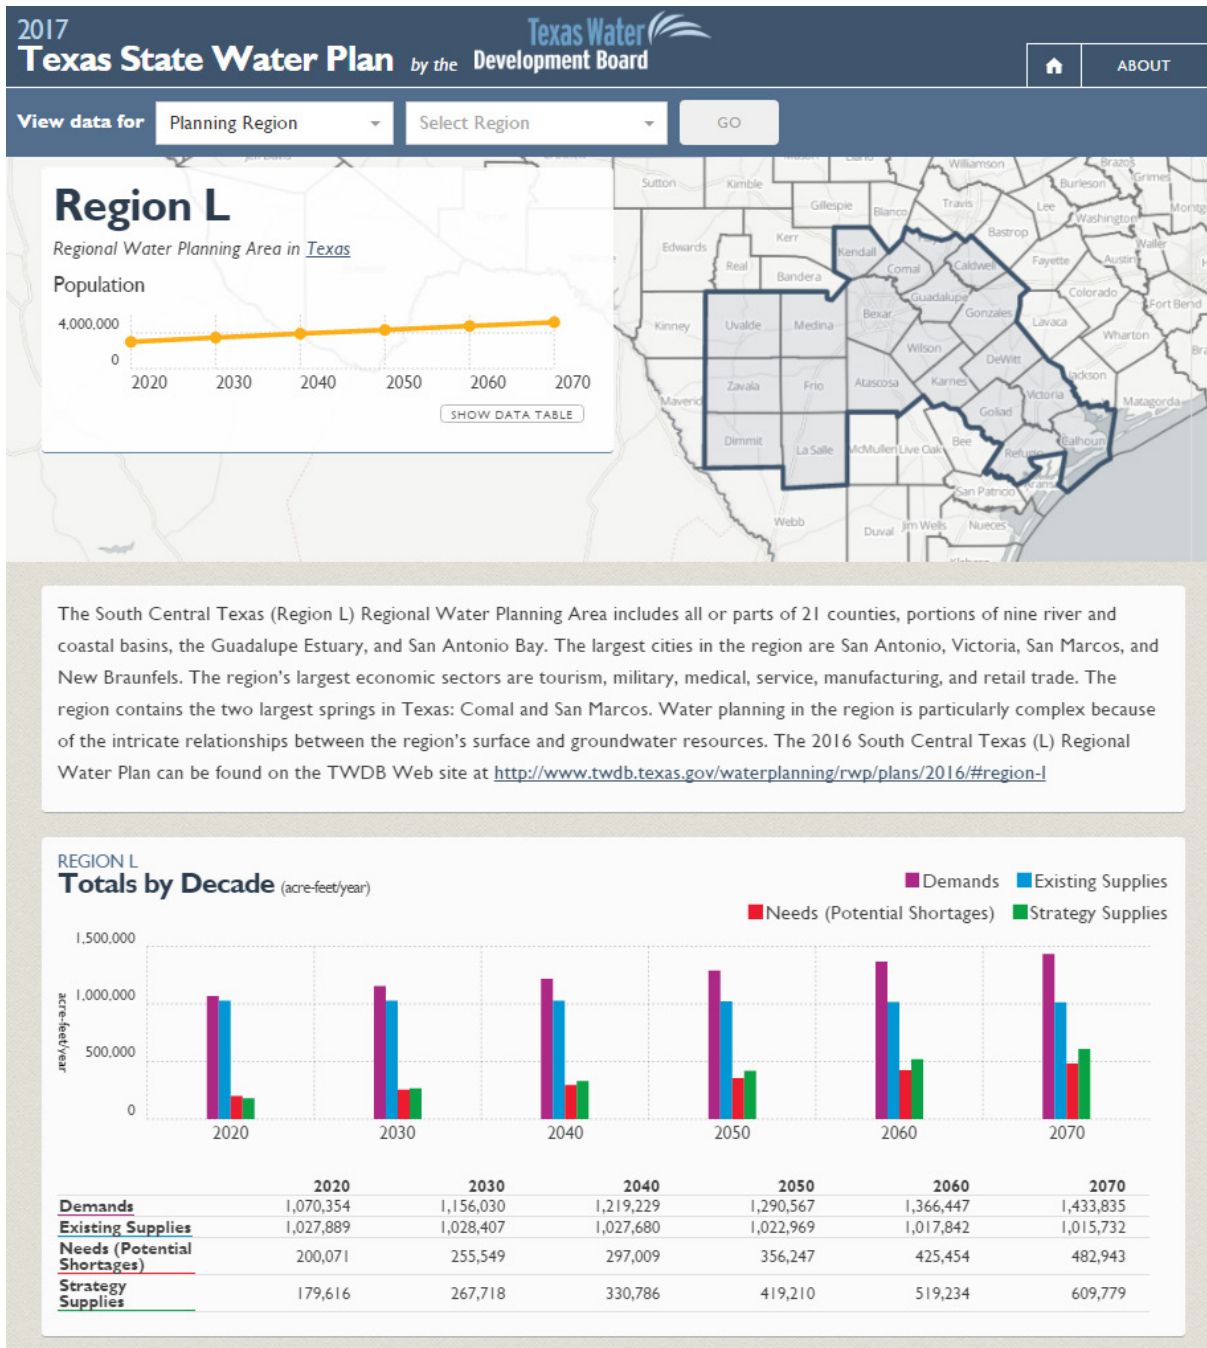 2017
Texas State Water Plan by the Texas Water Development Board
ABOUT
View data for Planning Region Select Region GO
Region L
Regional Water Planning Area in Texas
Population
4,000,000
0
2020 2030 2040 2050 2060 2070
SHOW DATA TABLE
Williamson
Brazos
Grimes
Sutton
Kimble
Burleson
Gillespie
Blanco
Travis
Lee
Washington
Montg
Edwards
Kerr
Kendall
Bastrop
Waller
Real
Bandera
Comal
Caldwell
Fayette
Austin
Guadalupe
Colorado
Fort Bend
Kinney
Uvalde
Medina
Bexar
Gonzales
Lavaca
Wharton
Wilson
DeWitt
Jackson
Zavala
Frio
Atascosa
Karnes
Victoria
Matagorda
Maveric
Goliad
Dimmit
La Salle
McMullen
Live Oak
Bee
Refugio
Calhoun
San Patricio
Aransas
Webb
Duval
Jim Wells
Nueces
The South Central Texas (Region L) Regional Water Planning Area includes all or parts of 21 counties, portions of nine river and
coastal basins, the Guadalupe Estuary, and San Antonio Bay. The largest cities in the region are San Antonio, Victoria, San Marcos, and
New Braunfels. The region's largest economic sectors are tourism, military, medical, service, manufacturing, and retail trade. The
region contains the two largest springs in Texas: Comal and San Marcos. Water planning in the region is particularly complex because
of the intricate relationships between the region's surface and groundwater resources. The 2016 South Central Texas (L) Regional
Water Plan can be found on the TWDB Web site at http://www.twdb.texas.gov/waterplanning/rwp/plans/2016/#region-l
REGION L
Totals by Decade (acre-feet/year)
Demands Existing Supplies
Needs (Potential Shortages) Strategy Supplies
1,500,000
1,000,000
500,000
0
acre-feet/year
2020 2030 2040 2050 2060 2070
2020 2030 2040 2050 2060 2070
Demands 1,070,354 1,156,030 1,219,229 1,290,567 1,366,447 1,433,835
Existing Supplies 1,027,889 1,028,407 1,027,680 1,022,969 1,017,842 1,015,732
Needs (Potential
Shortages) 200,071 255,549 297,009 356,247 425,454 482,943
Strategy
Supplies 179,616 267,718 330,786 419,210 519,234 609,779